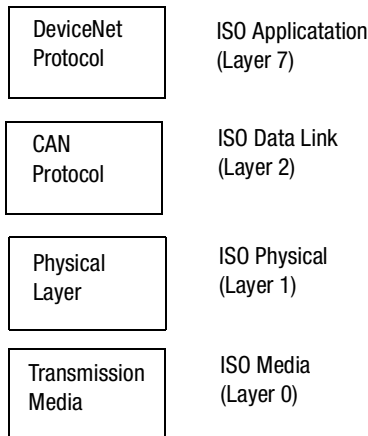 DeviceNet
Protocol
ISO Applicatation
(Layer 7)
CAN
Protocol
ISO Data Link
(Layer 2)
Physical
Layer
ISO Physical
(Layer 1)
Transmission
Media
ISO Media
(Layer 0)